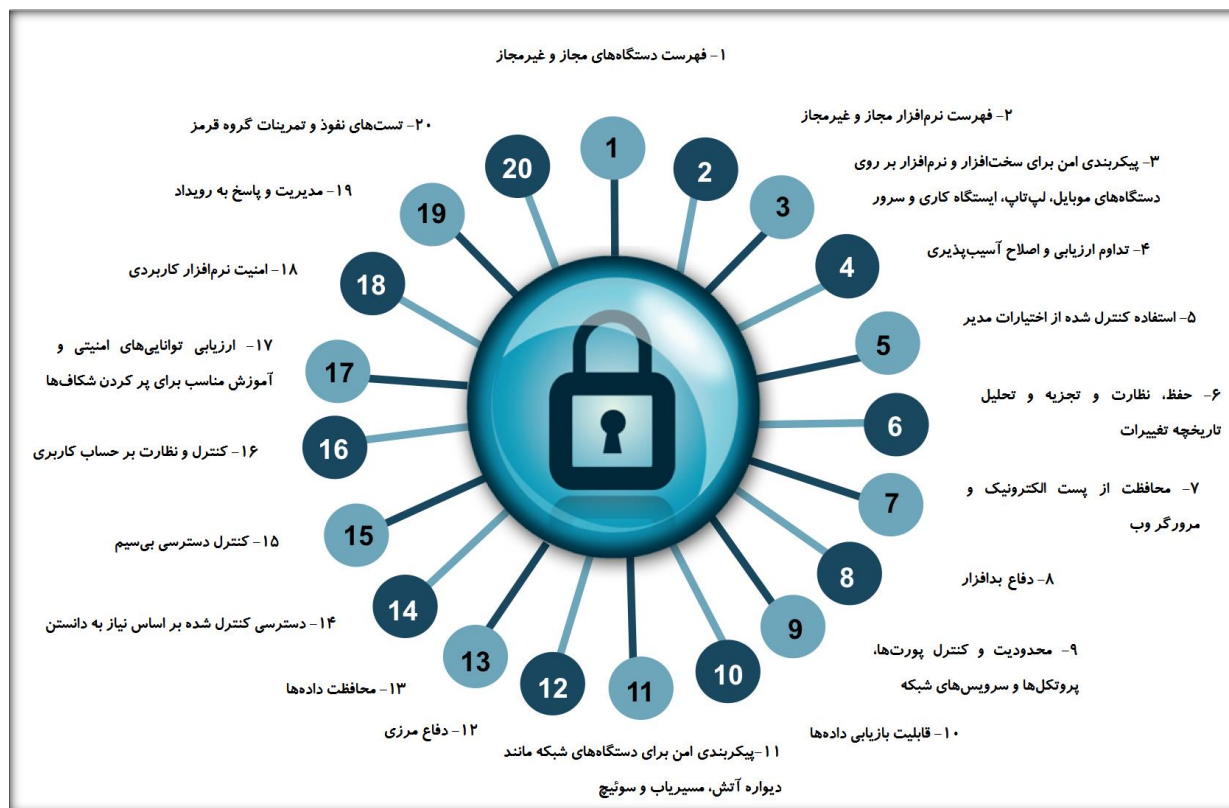 ۱- فهرست دستگاه‌های مجاز و غیرمجاز
۲- فهرست نرم‌افزار مجاز و غیرمجاز
۳- پیکربندی امن برای سخت‌افزار و نرم‌افزار بر روی
دستگاه‌های موبایل، لپ‌تاپ، ایستگاه کاری و سرور
۴- تداوم ارزیابی و اصلاح آسیب‌پذیری
۵- استفاده کنترل شده از اختیارات مدیر
۶- حفظ، نظارت و تجزیه و تحلیل
تاریخچه تغییرات
۷- محافظت از پست الکترونیک و
مرورگر وب
۸- دفاع بدافزار
۹- محدودیت و کنترل پورت‌ها،
پروتکل‌ها و سرویس‌های شبکه
۱۰- قابلیت بازیابی داده‌ها
۱۱-پیکربندی امن برای دستگاه‌های شبکه مانند
دیواره آتش، مسیریاب و سوئیچ
۱۲- دفاع مرزی
۱۳- محافظت داده‌ها
۱۴- دسترسی کنترل شده بر اساس نیاز به دانستن
۱۵- کنترل دسترسی بی‌سیم
۱۶- کنترل و نظارت بر حساب کاربری
۱۷- ارزیابی توانایی‌های امنیتی و
آموزش مناسب برای پر کردن شکاف‌ها
۱۸- امنیت نرم‌افزار کاربردی
۱۹- مدیریت و پاسخ به رویداد
۲۰- تست‌های نفوذ و تمرینات گروه قرمز
1
2
3
4
5
6
7
8
9
10
11
12
13
14
15
16
17
18
19
20